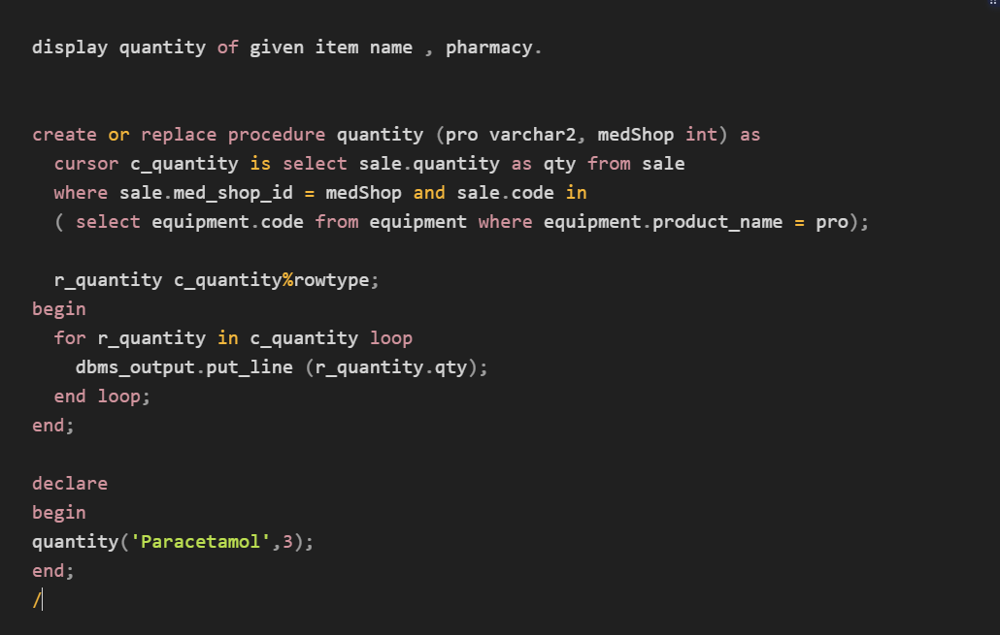 display quantity of given item name , pharmacy.
create or replace procedure quantity (pro varchar2, medShop int) as
cursor c_quantity is select sale.quantity as qty from sale
where sale.med_shop_id = medShop and sale.code in
( select equipment.code from equipment where equipment.product_name = pro);
r_quantity c_quantity%rowtype;
begin
for r_quantity in c_quantity loop
dbms_output.put_line (r_quantity.qty);
end loop;
end;
declare
begin
quantity('Paracetamol',3);
end;
/